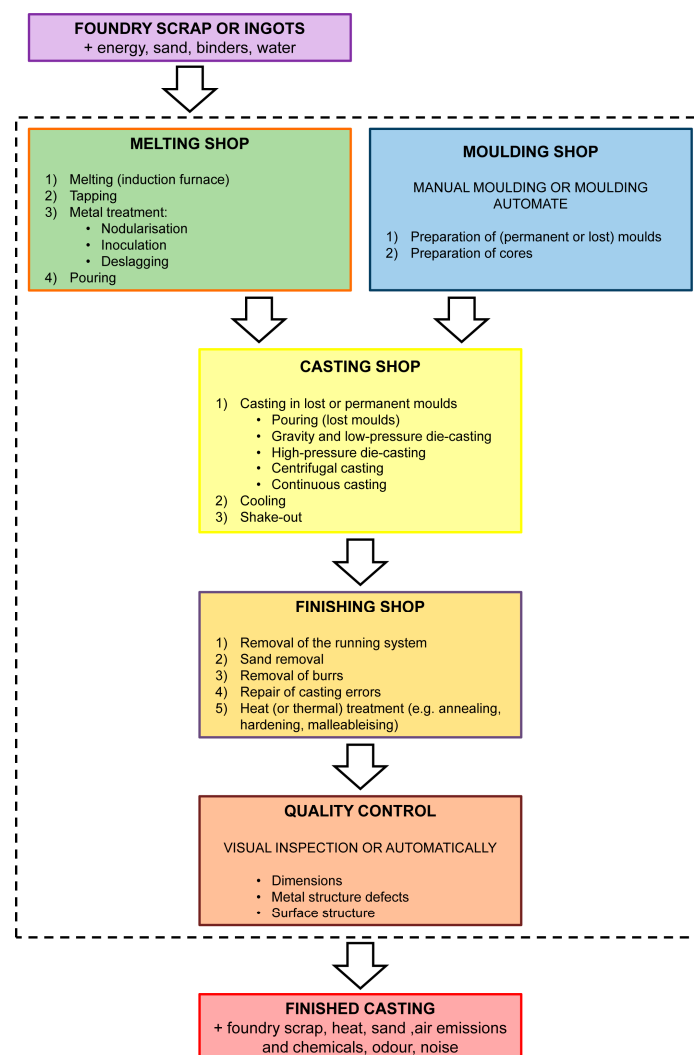 FOUNDRY SCRAP OR INGOTS
+ energy, sand, binders, water
MELTING SHOP
1) Melting (induction furnace)
2) Tapping
3) Metal treatment:
• Nodularisation
• Inoculation
• Deslagging
4) Pouring
MOULDING SHOP
MANUAL MOULDING OR MOULDING
AUTOMATE
1) Preparation of (permanent or lost) moulds
2) Preparation of cores
CASTING SHOP
1) Casting in lost or permanent moulds
• Pouring (lost moulds)
• Gravity and low-pressure die-casting
• High-pressure die-casting
• Centrifugal casting
• Continuous casting
2) Cooling
3) Shake-out
FINISHING SHOP
1) Removal of the running system
2) Sand removal
3) Removal of burrs
4) Repair of casting errors
5) Heat (or thermal) treatment (e.g. annealing,
hardening, malleableising)
QUALITY CONTROL
VISUAL INSPECTION OR AUTOMATICALLY
• Dimensions
• Metal structure defects
• Surface structure
FINISHED CASTING
+ foundry scrap, heat, sand ,air emissions
and chemicals, odour, noise